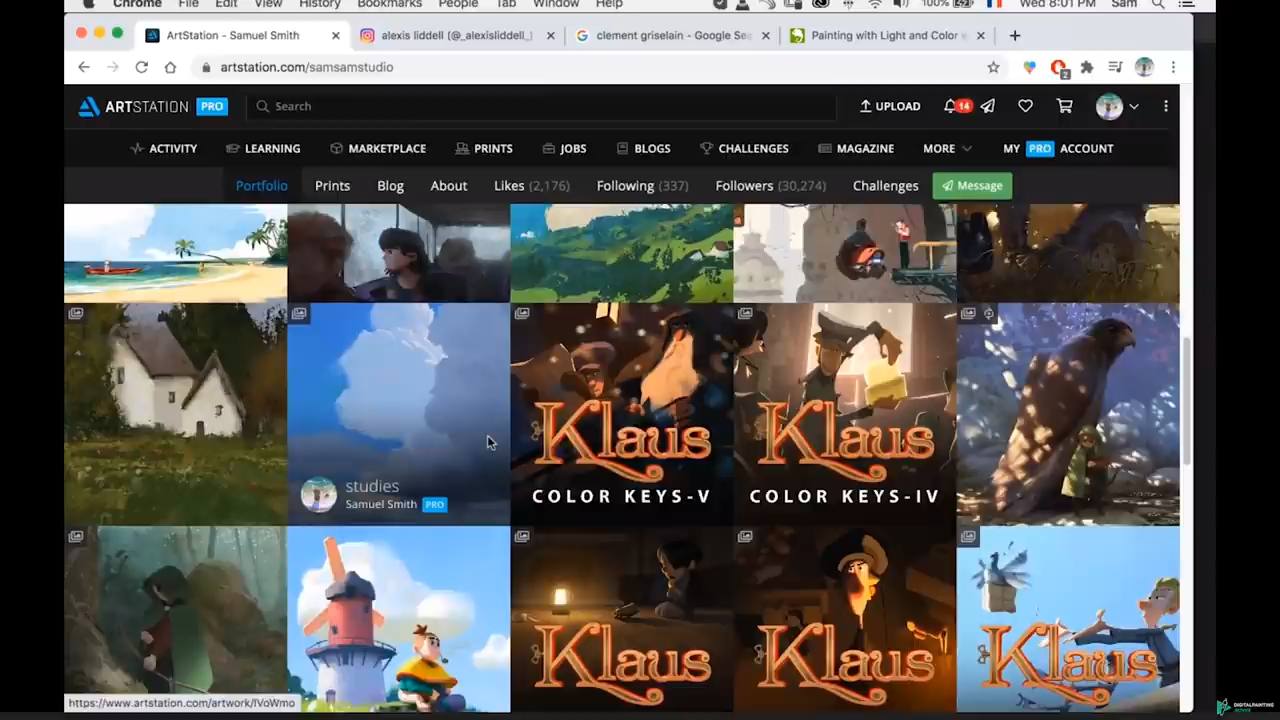 Chrome File Edit View History Bookmarks People Tab Window Help 100% Wed 8:01 PM Sam
ArtStation - Samuel Smith alexis liddell (@_alexisliddell_) clement griselain - Google Sea Painting with Light and Color
artstation.com/samsamstudio
2
ARTSTATION PRO Search UPLOAD 14
ACTIVITY LEARNING MARKETPLACE PRINTS JOBS BLOGS CHALLENGES MAGAZINE MORE MY PRO ACCOUNT
Portfolio Prints Blog About Likes (2,176) Following (337) Followers (30,274) Challenges Message
Klaus Klaus
studies
COLOR KEYS-V COLOR KEYS-IV
Samuel Smith PRO
Klaus Klaus Klaus
https://www.artstation.com/artwork/lVoWmo
DIGITALPAINTING